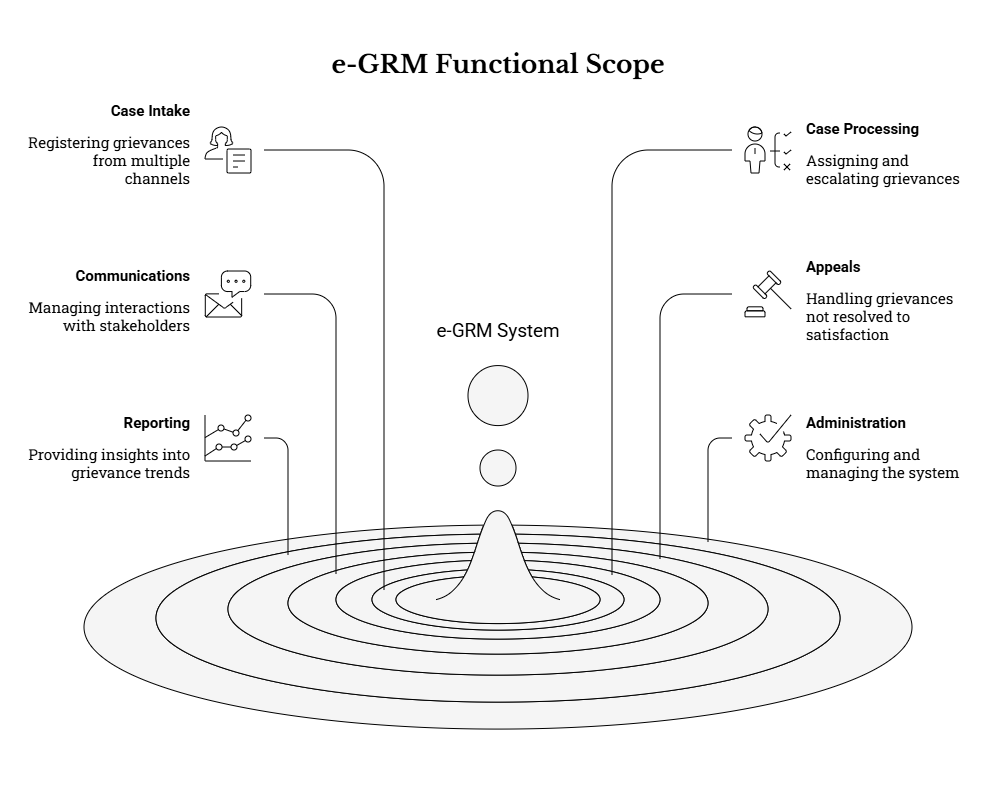 e-GRM Functional Scope
Case Intake
Registering grievances
from multiple
channels
Case Processing
Assigning and
escalating grievances
Communications
Managing interactions
with stakeholders
Appeals
Handling grievances
not resolved to
satisfaction
e-GRM System
Reporting
Providing insights into
grievance trends
Administration
Configuring and
managing the system